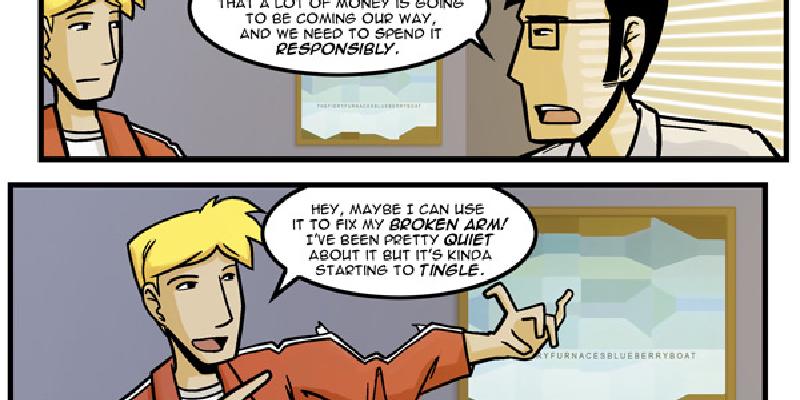 THAT A LOT OF MONEY IS GOING
TO BE COMING OUR WAY,
AND WE NEED TO SPEND IT
RESPONSIBLY.
THEFIERYFURNACESBLUEBERRYBOAT
HEY, MAYBE I CAN USE
IT TO FIX MY BROKEN ARM!
I'VE BEEN PRETTY QUIET
ABOUT IT BUT IT'S KINDA
STARTING TO TINGLE.
RYFURNACESBLUEBERRYBOAT